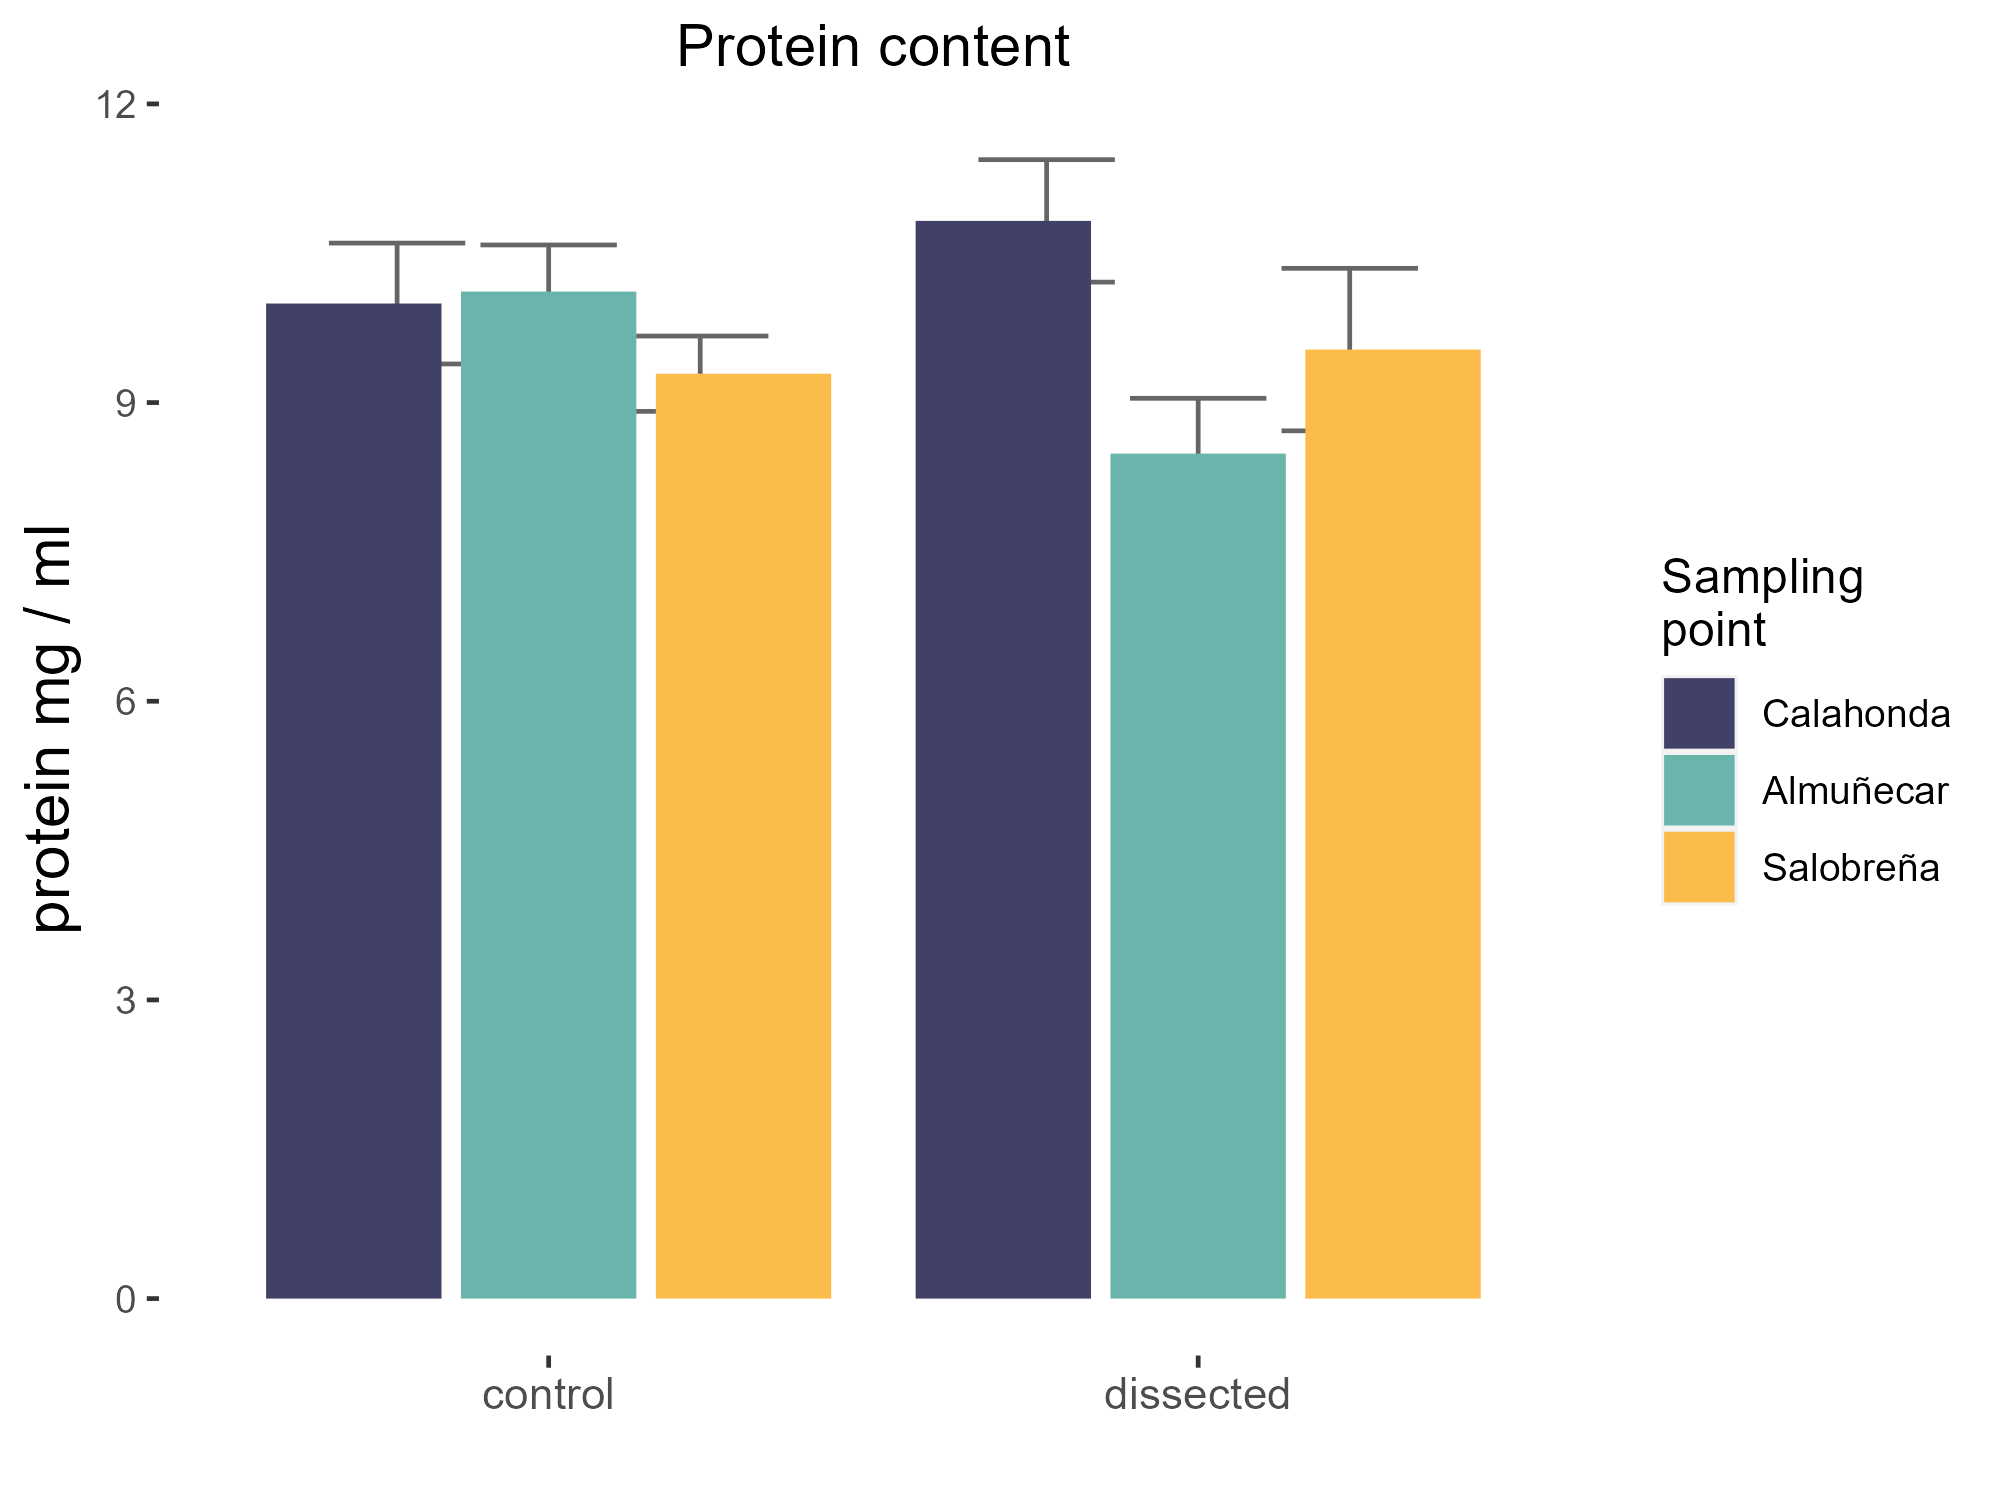 Protein content
12
9
6
3
0
protein mg / ml
control
dissected
Sampling
point
Calahonda
Almuñecar
Salobreña